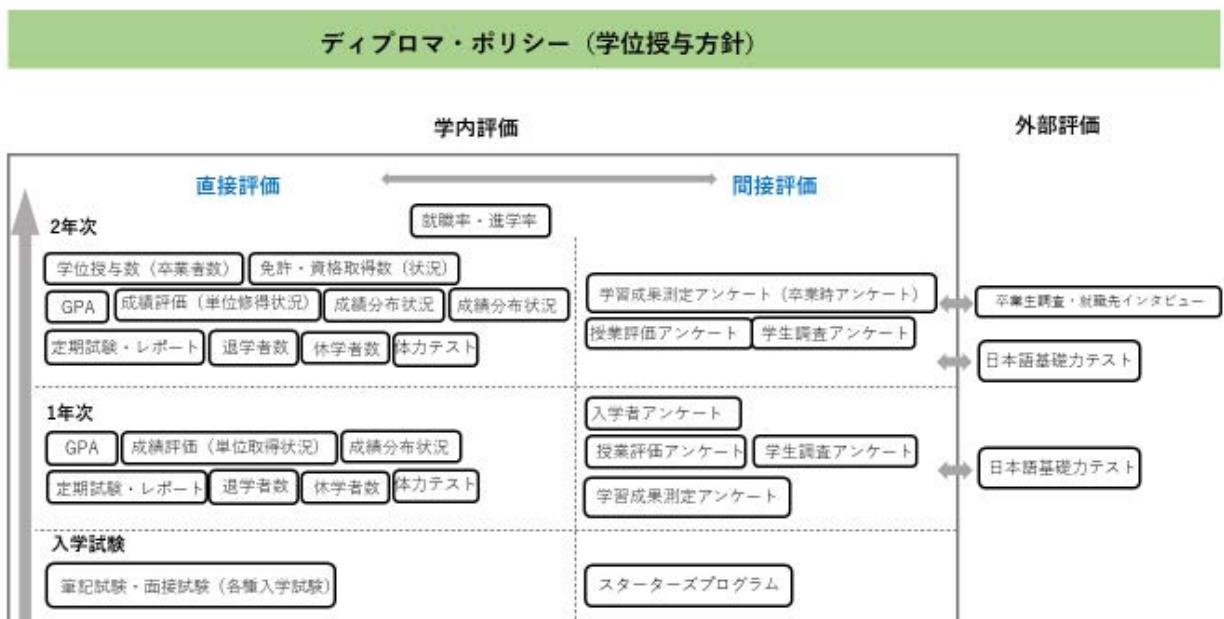 ディプロマ・ポリシー（学位授与方針）
学内評価
外部評価
直接評価
間接評価
2年次
就職率・進学率
学位授与数（卒業者数）
免許・資格取得数（状況）
GPA
成績評価（単位修得状況）
成績分布状況
成績分布状況
定期試験・レポート
退学者数
休学者数
体力テスト
学習成果測定アンケート（卒業時アンケート）
授業評価アンケート
学生調査アンケート
卒業生調査・就職先インタビュー
日本語基礎力テスト
1年次
GPA
成績評価（単位取得状況）
成績分布状況
定期試験・レポート
退学者数
休学者数
体力テスト
入学者アンケート
授業評価アンケート
学生調査アンケート
学習成果測定アンケート
日本語基礎力テスト
入学試験
筆記試験・面接試験（各種入学試験）
スターターズプログラム